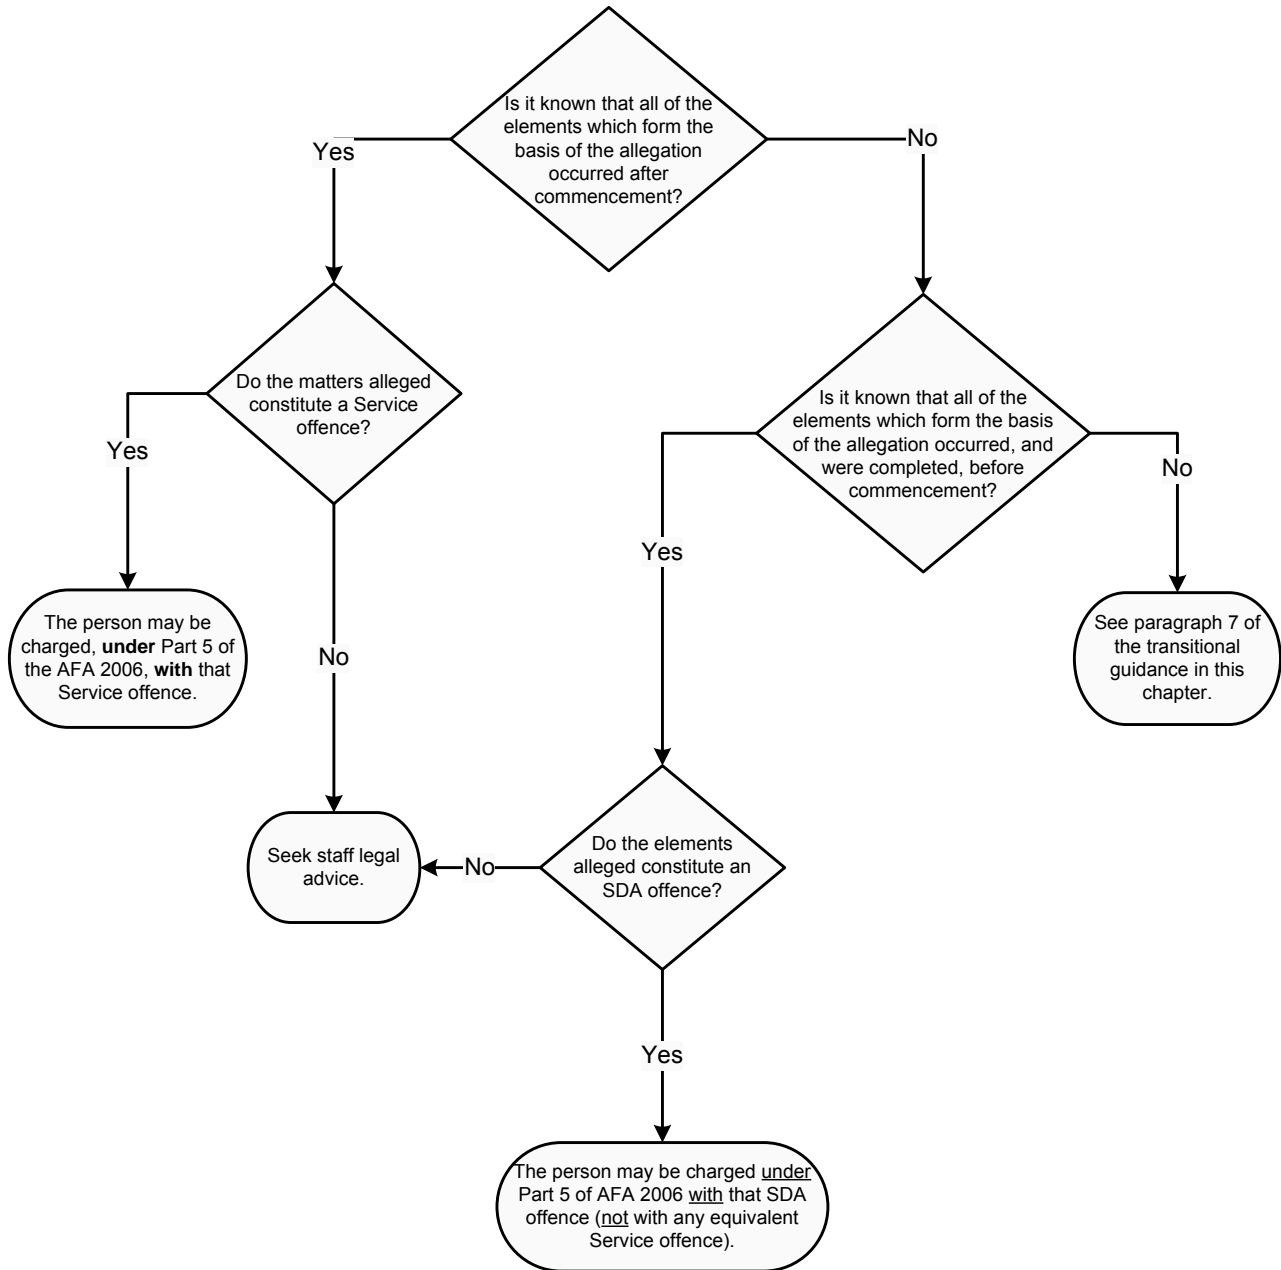 Is it known that all of the
elements which form the
basis of the allegation
occurred after
commencement?
Yes
No
Do the matters alleged
constitute a Service
offence?
Is it known that all of the
elements which form the basis
of the allegation occurred, and
were completed, before
commencement?
Yes
No
Yes
No
The person may be
charged, under Part 5 of
the AFA 2006, with that
Service offence.
See paragraph 7 of
the transitional
guidance in this
chapter.
Seek staff legal
advice.
No
Do the elements
alleged constitute an
SDA offence?
Yes
The person may be charged under
Part 5 of AFA 2006 with that SDA
offence (not with any equivalent
Service offence).